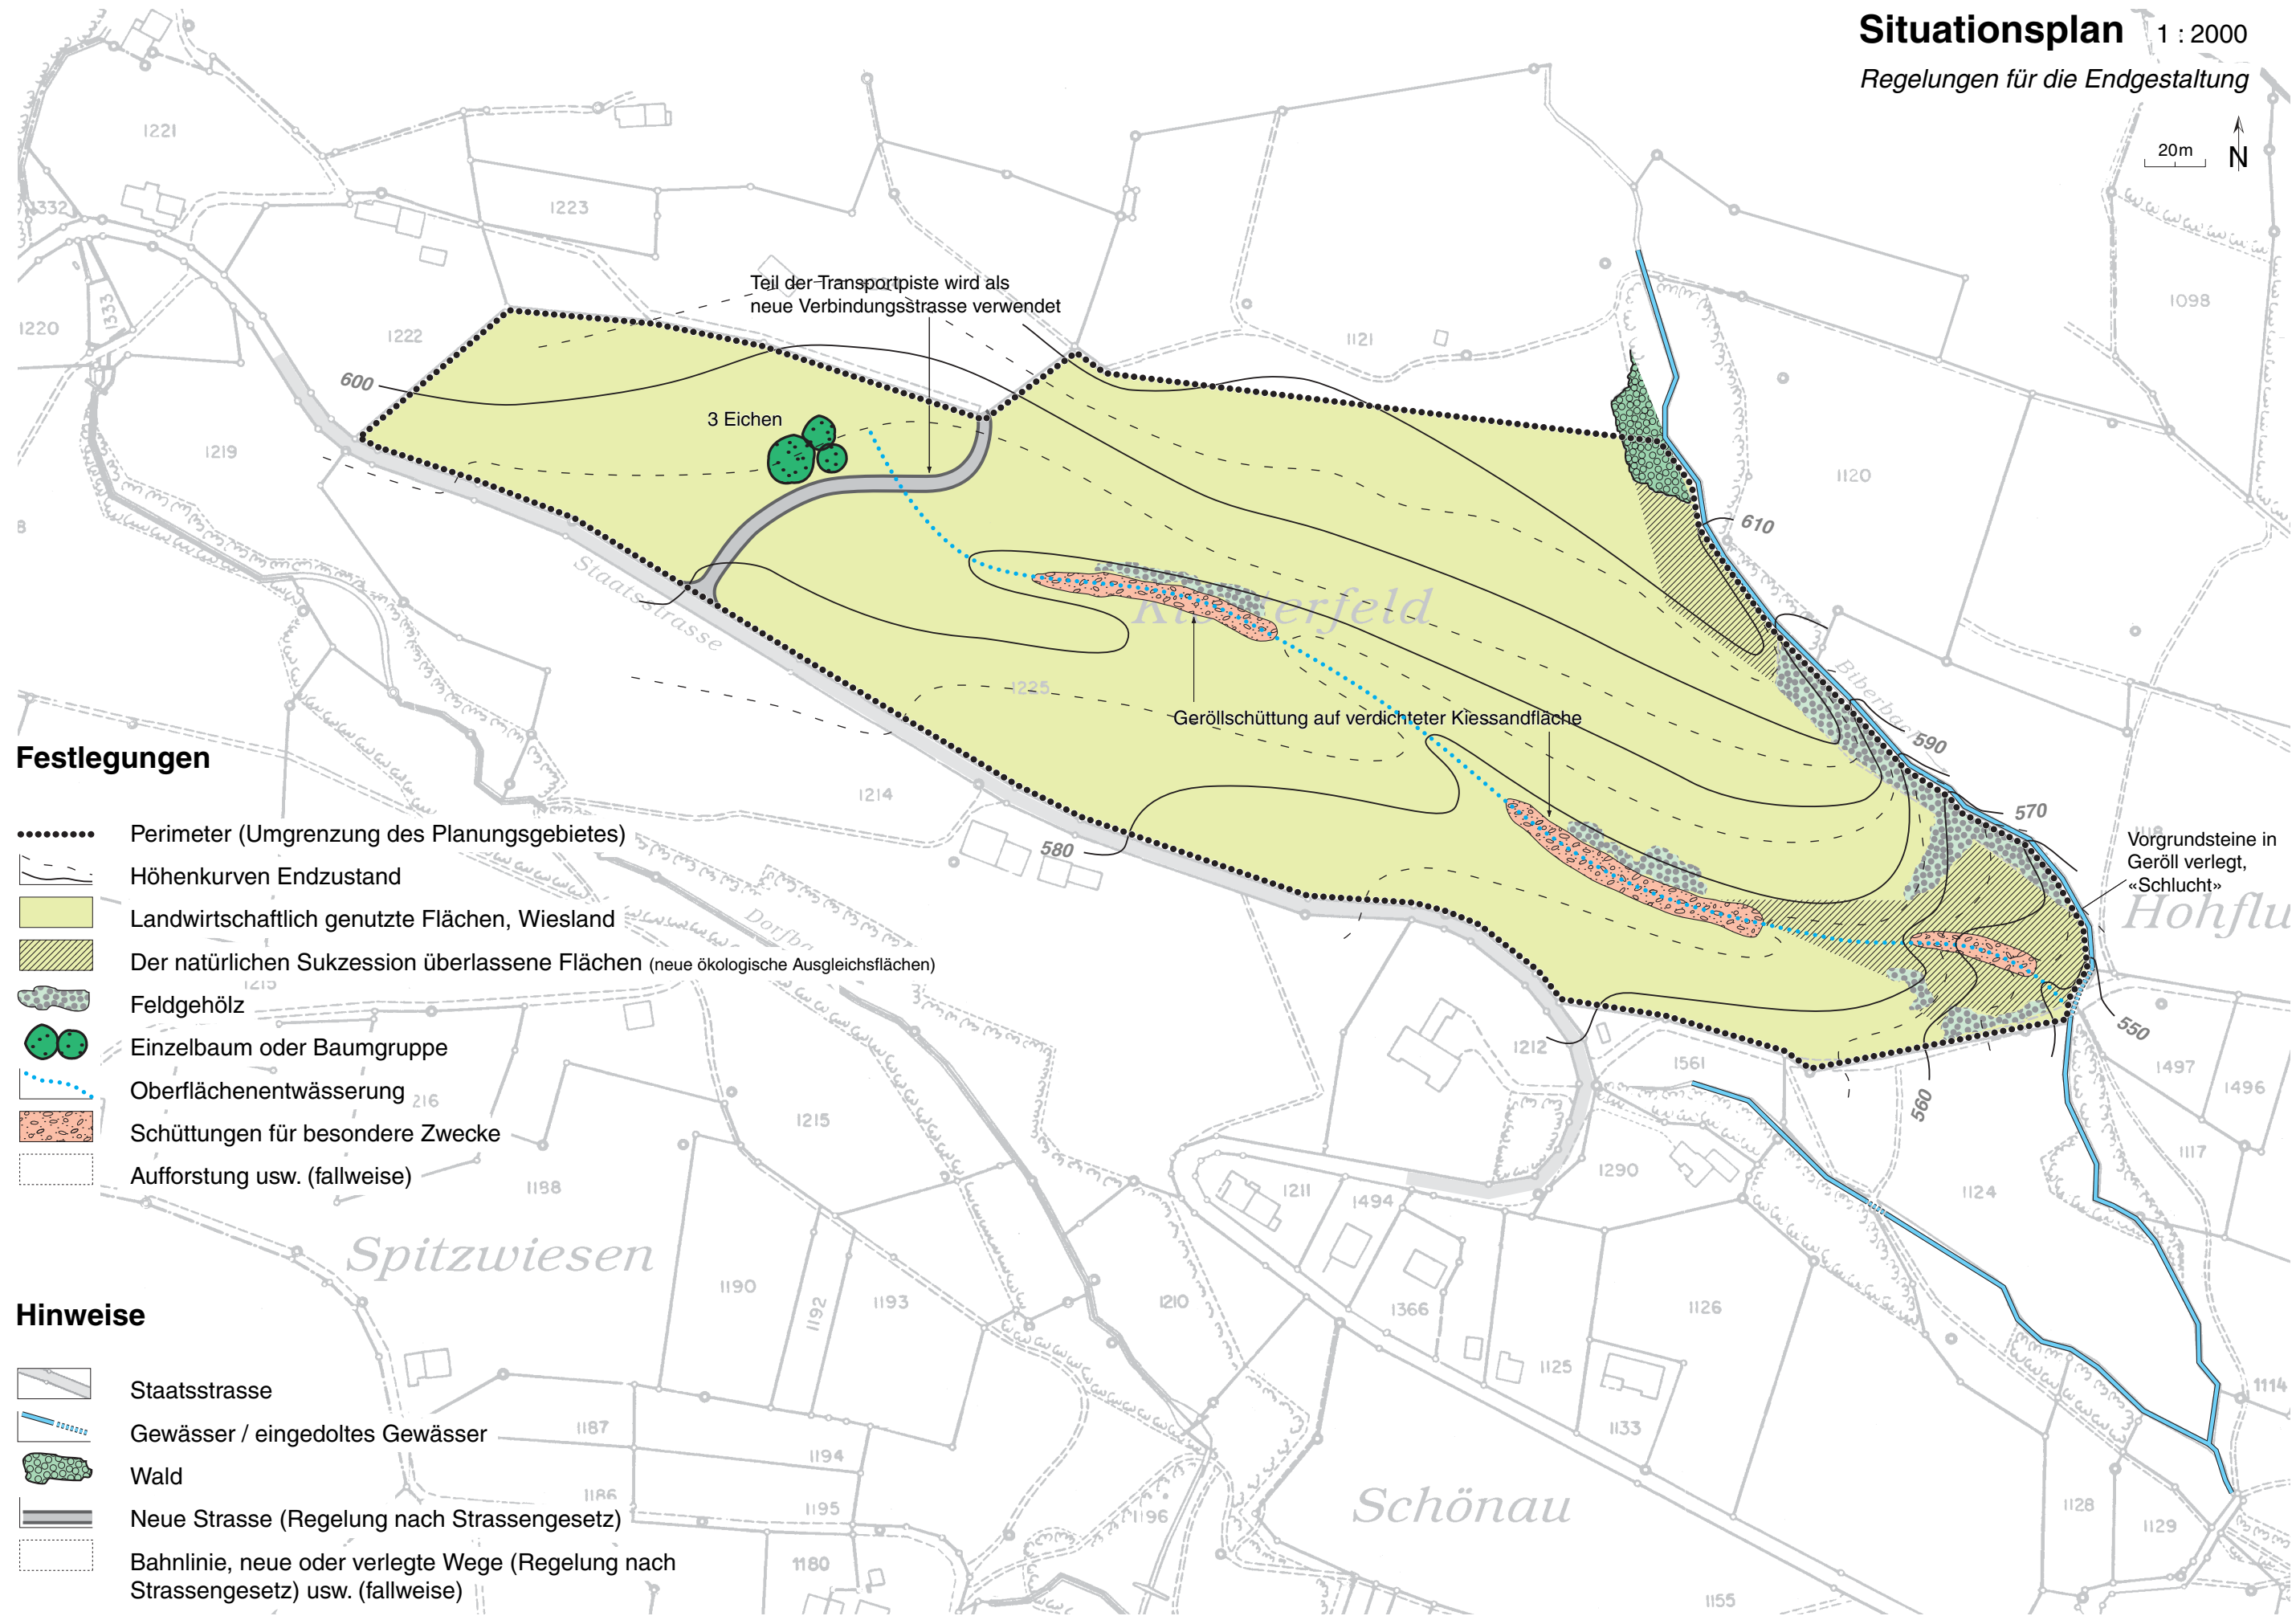 Situationsplan 1 : 2000
Regelungen für die Endgestaltung
20m
N
1221
1332
1223
1333
1220
1222
Teil der Transportpiste wird als
neue Verbindungsstrasse verwendet
1121
1098
600
3 Eichen
1219
1120
610
Staatsstrasse
1225
Geröllschüttung auf verdichteter Kiessandfläche
590
570
580
1214
Vorgrundsteine in
Geröll verlegt,
«Schlucht»
Hohflu
550
560
1212
1561
1497
1496
1117
1124
1290
1211
1494
1215
1215
1198
1190
1192
1193
1210
1366
1126
1125
1133
1114
1187
1194
1186
1195
1196
1180
1128
1129
1155
Spitzwiesen
Schönau
Festlegungen
Perimeter (Umgrenzung des Planungsgebietes)
Höhenkurven Endzustand
Landwirtschaftlich genutzte Flächen, Wiesland
Der natürlichen Sukzession überlassene Flächen (neue ökologische Ausgleichsflächen)
Feldgehölz
Einzelbaum oder Baumgruppe
Oberflächenentwässerung
Schüttungen für besondere Zwecke
Aufforstung usw. (fallweise)
Hinweise
Staatsstrasse
Gewässer / eingedoltes Gewässer
Wald
Neue Strasse (Regelung nach Strassengesetz)
Bahnlinie, neue oder verlegte Wege (Regelung nach
Strassengesetz) usw. (fallweise)